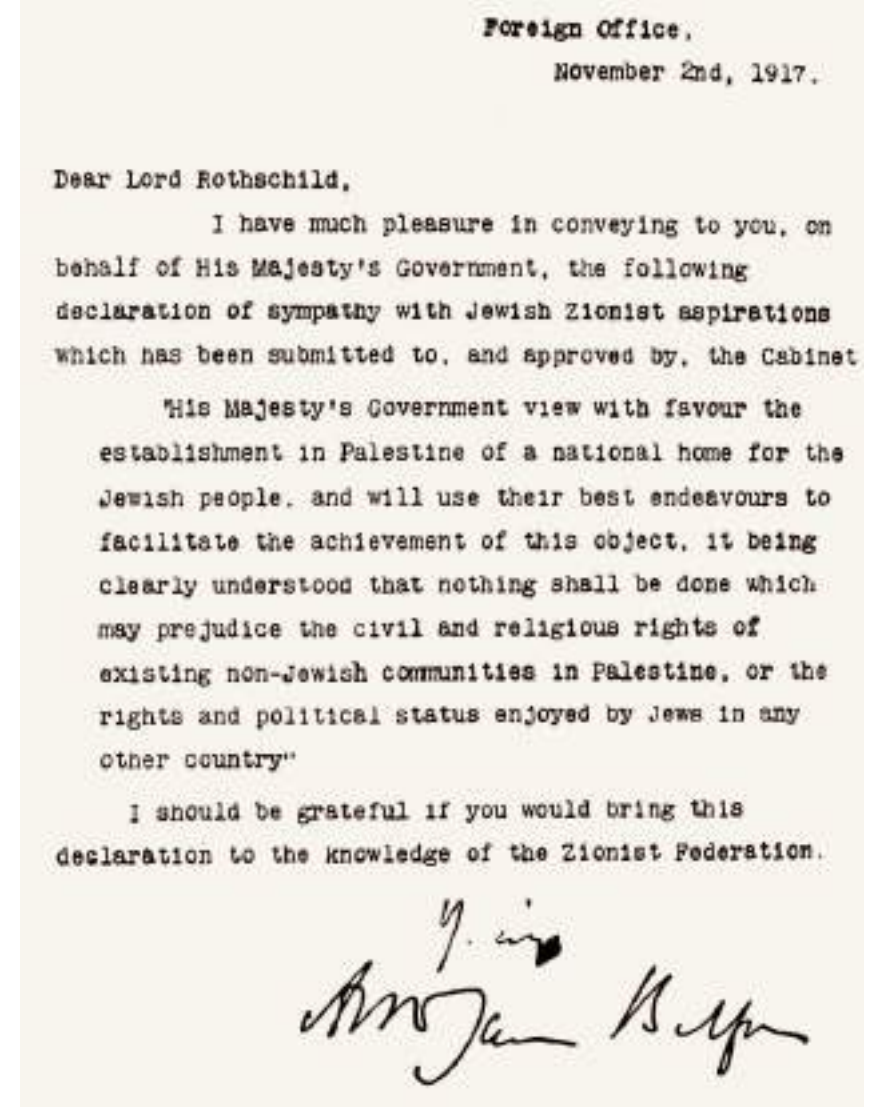 Foreign Office,
November 2nd, 1917.
Dear Lord Rothschild,
I have much pleasure in conveying to you, on
behalf of His Majesty's Government, the following
declaration of sympathy with Jewish Zionist aspirations
which has been submitted to, and approved by, the Cabinet
"His Majesty's Government view with favour the
establishment in Palestine of a national home for the
Jewish people, and will use their best endeavours to
facilitate the achievement of this object, it being
clearly understood that nothing shall be done which
may prejudice the civil and religious rights of
existing non-Jewish communities in Palestine, or the
rights and political status enjoyed by Jews in any
other country"
I should be grateful if you would bring this
declaration to the knowledge of the Zionist Federation.